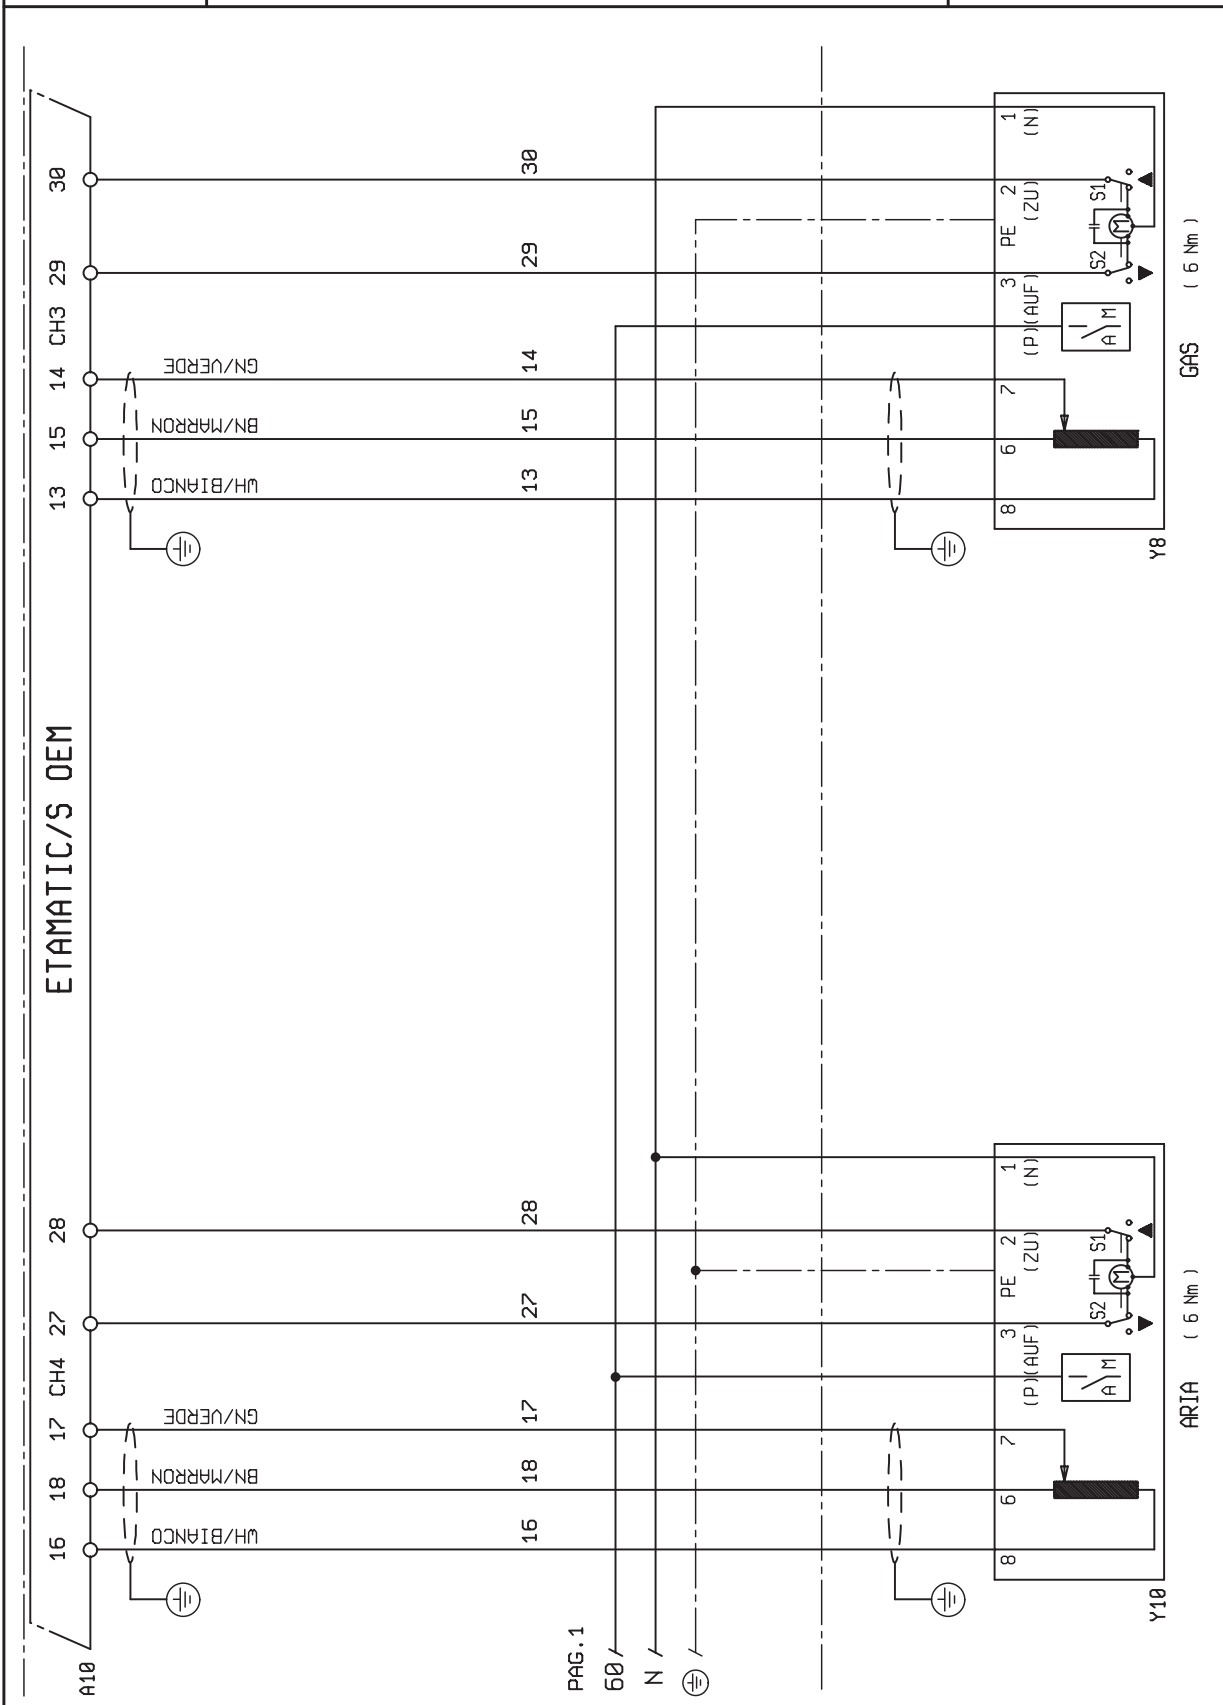 ETAMATIC/S OEM
16 18 17 CH4 27 28 13 15 14 CH3 29 30
A10
WH/BIANCO BN/MARRON GN/VERDE WH/BIANCO BN/MARRON GN/VERDE
16 18 17 27 28 13 15 14 29 30
PAG.1
60
N
8 6 7 3 PE 2 1 8 6 7 3 PE 2 1
(P) (AUF) (ZU) (N) (P) (AUF) (ZU) (N)
A M S2 M S1 A M S2 M S1
Y10 Y8
ARIA ( 6 Nm ) GAS ( 6 Nm )